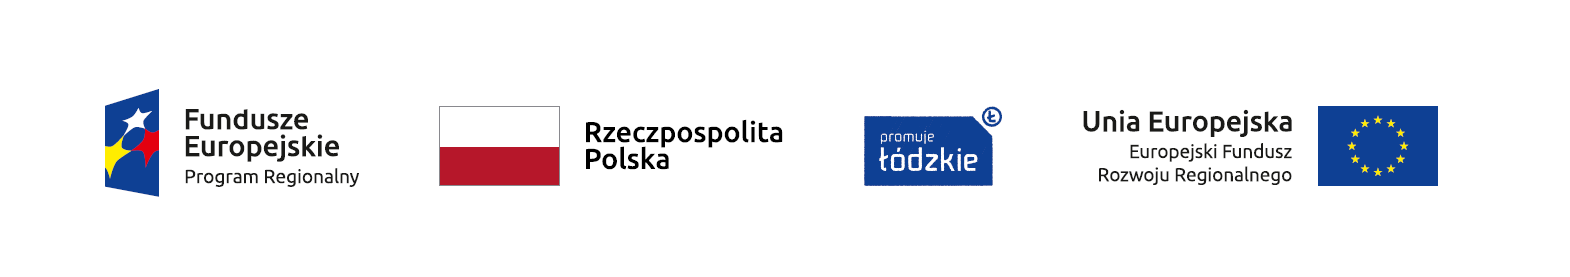 Fundusze
Europejskie
Program Regionalny
Rzeczpospolita
Polska
promuje
łódzkie
Ł
Unia Europejska
Europejski Fundusz
Rozwoju Regionalnego